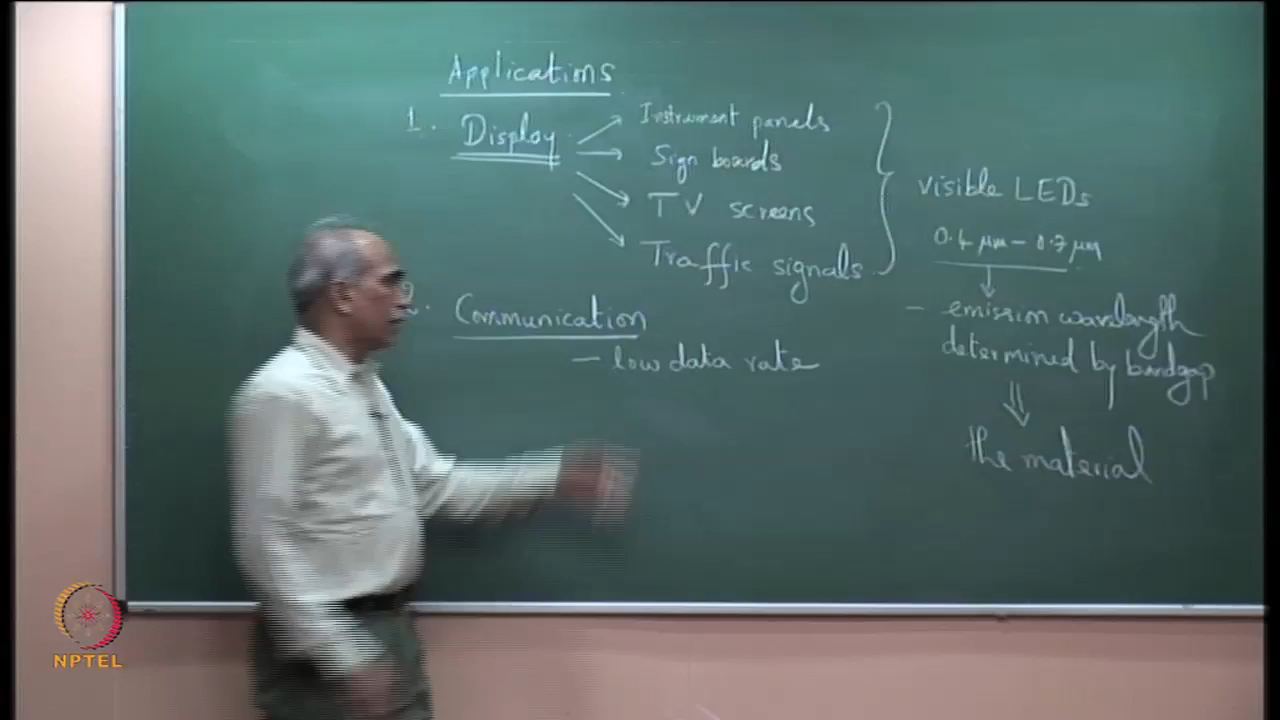 Applications
1. Display
Instrument panels
Sign boards
TV screens
Traffic signals
visible LEDs
0.4 μm - 0.7 μm
- emission wavelength
determined by bandgap
the material
2. Communication
- low data rate
NPTEL